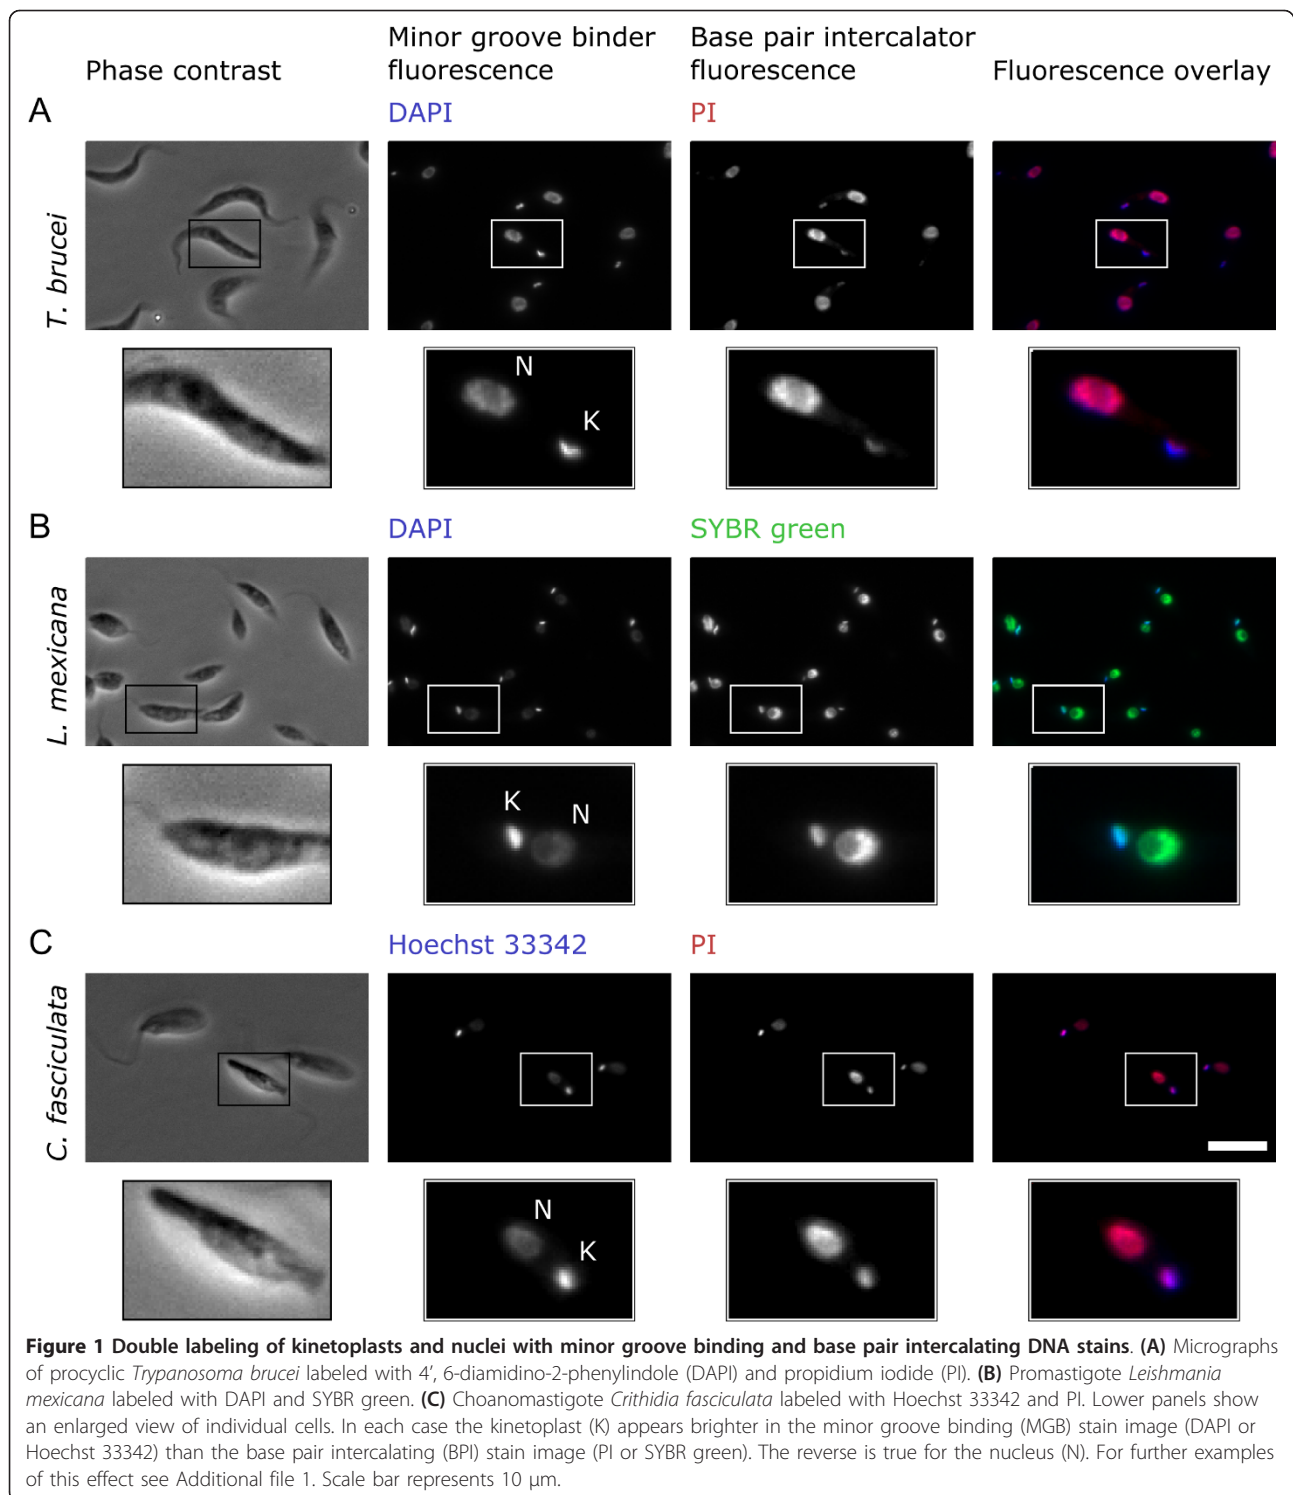 Phase contrast
Minor groove binder
fluorescence
Base pair intercalator
fluorescence
Fluorescence overlay
A
DAPI
PI
T. brucei
N
K
B
DAPI
SYBR green
L. mexicana
K
N
C
Hoechst 33342
PI
C. fasciculata
N
K
Figure 1 Double labeling of kinetoplasts and nuclei with minor groove binding and base pair intercalating DNA stains. (A) Micrographs
of procyclic Trypanosoma brucei labeled with 4′, 6-diamidino-2-phenylindole (DAPI) and propidium iodide (PI). (B) Promastigote Leishmania
mexicana labeled with DAPI and SYBR green. (C) Choanomastigote Crithidia fasciculata labeled with Hoechst 33342 and PI. Lower panels show
an enlarged view of individual cells. In each case the kinetoplast (K) appears brighter in the minor groove binding (MGB) stain image (DAPI or
Hoechst 33342) than the base pair intercalating (BPI) stain image (PI or SYBR green). The reverse is true for the nucleus (N). For further examples
of this effect see Additional file 1. Scale bar represents 10 μm.